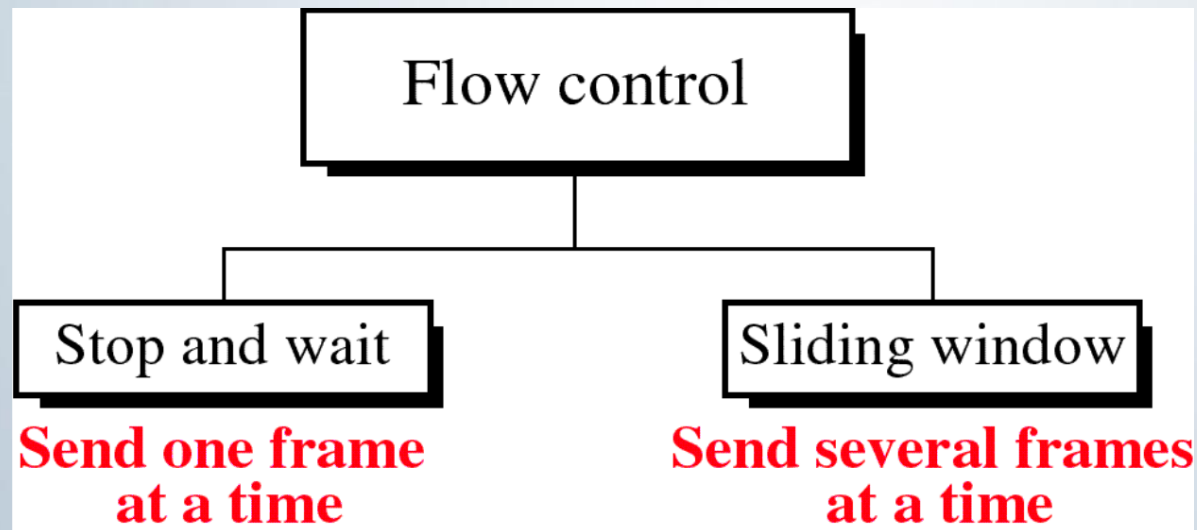 Flow control
Stop and wait
Send one frame
at a time
Sliding window
Send several frames
at a time